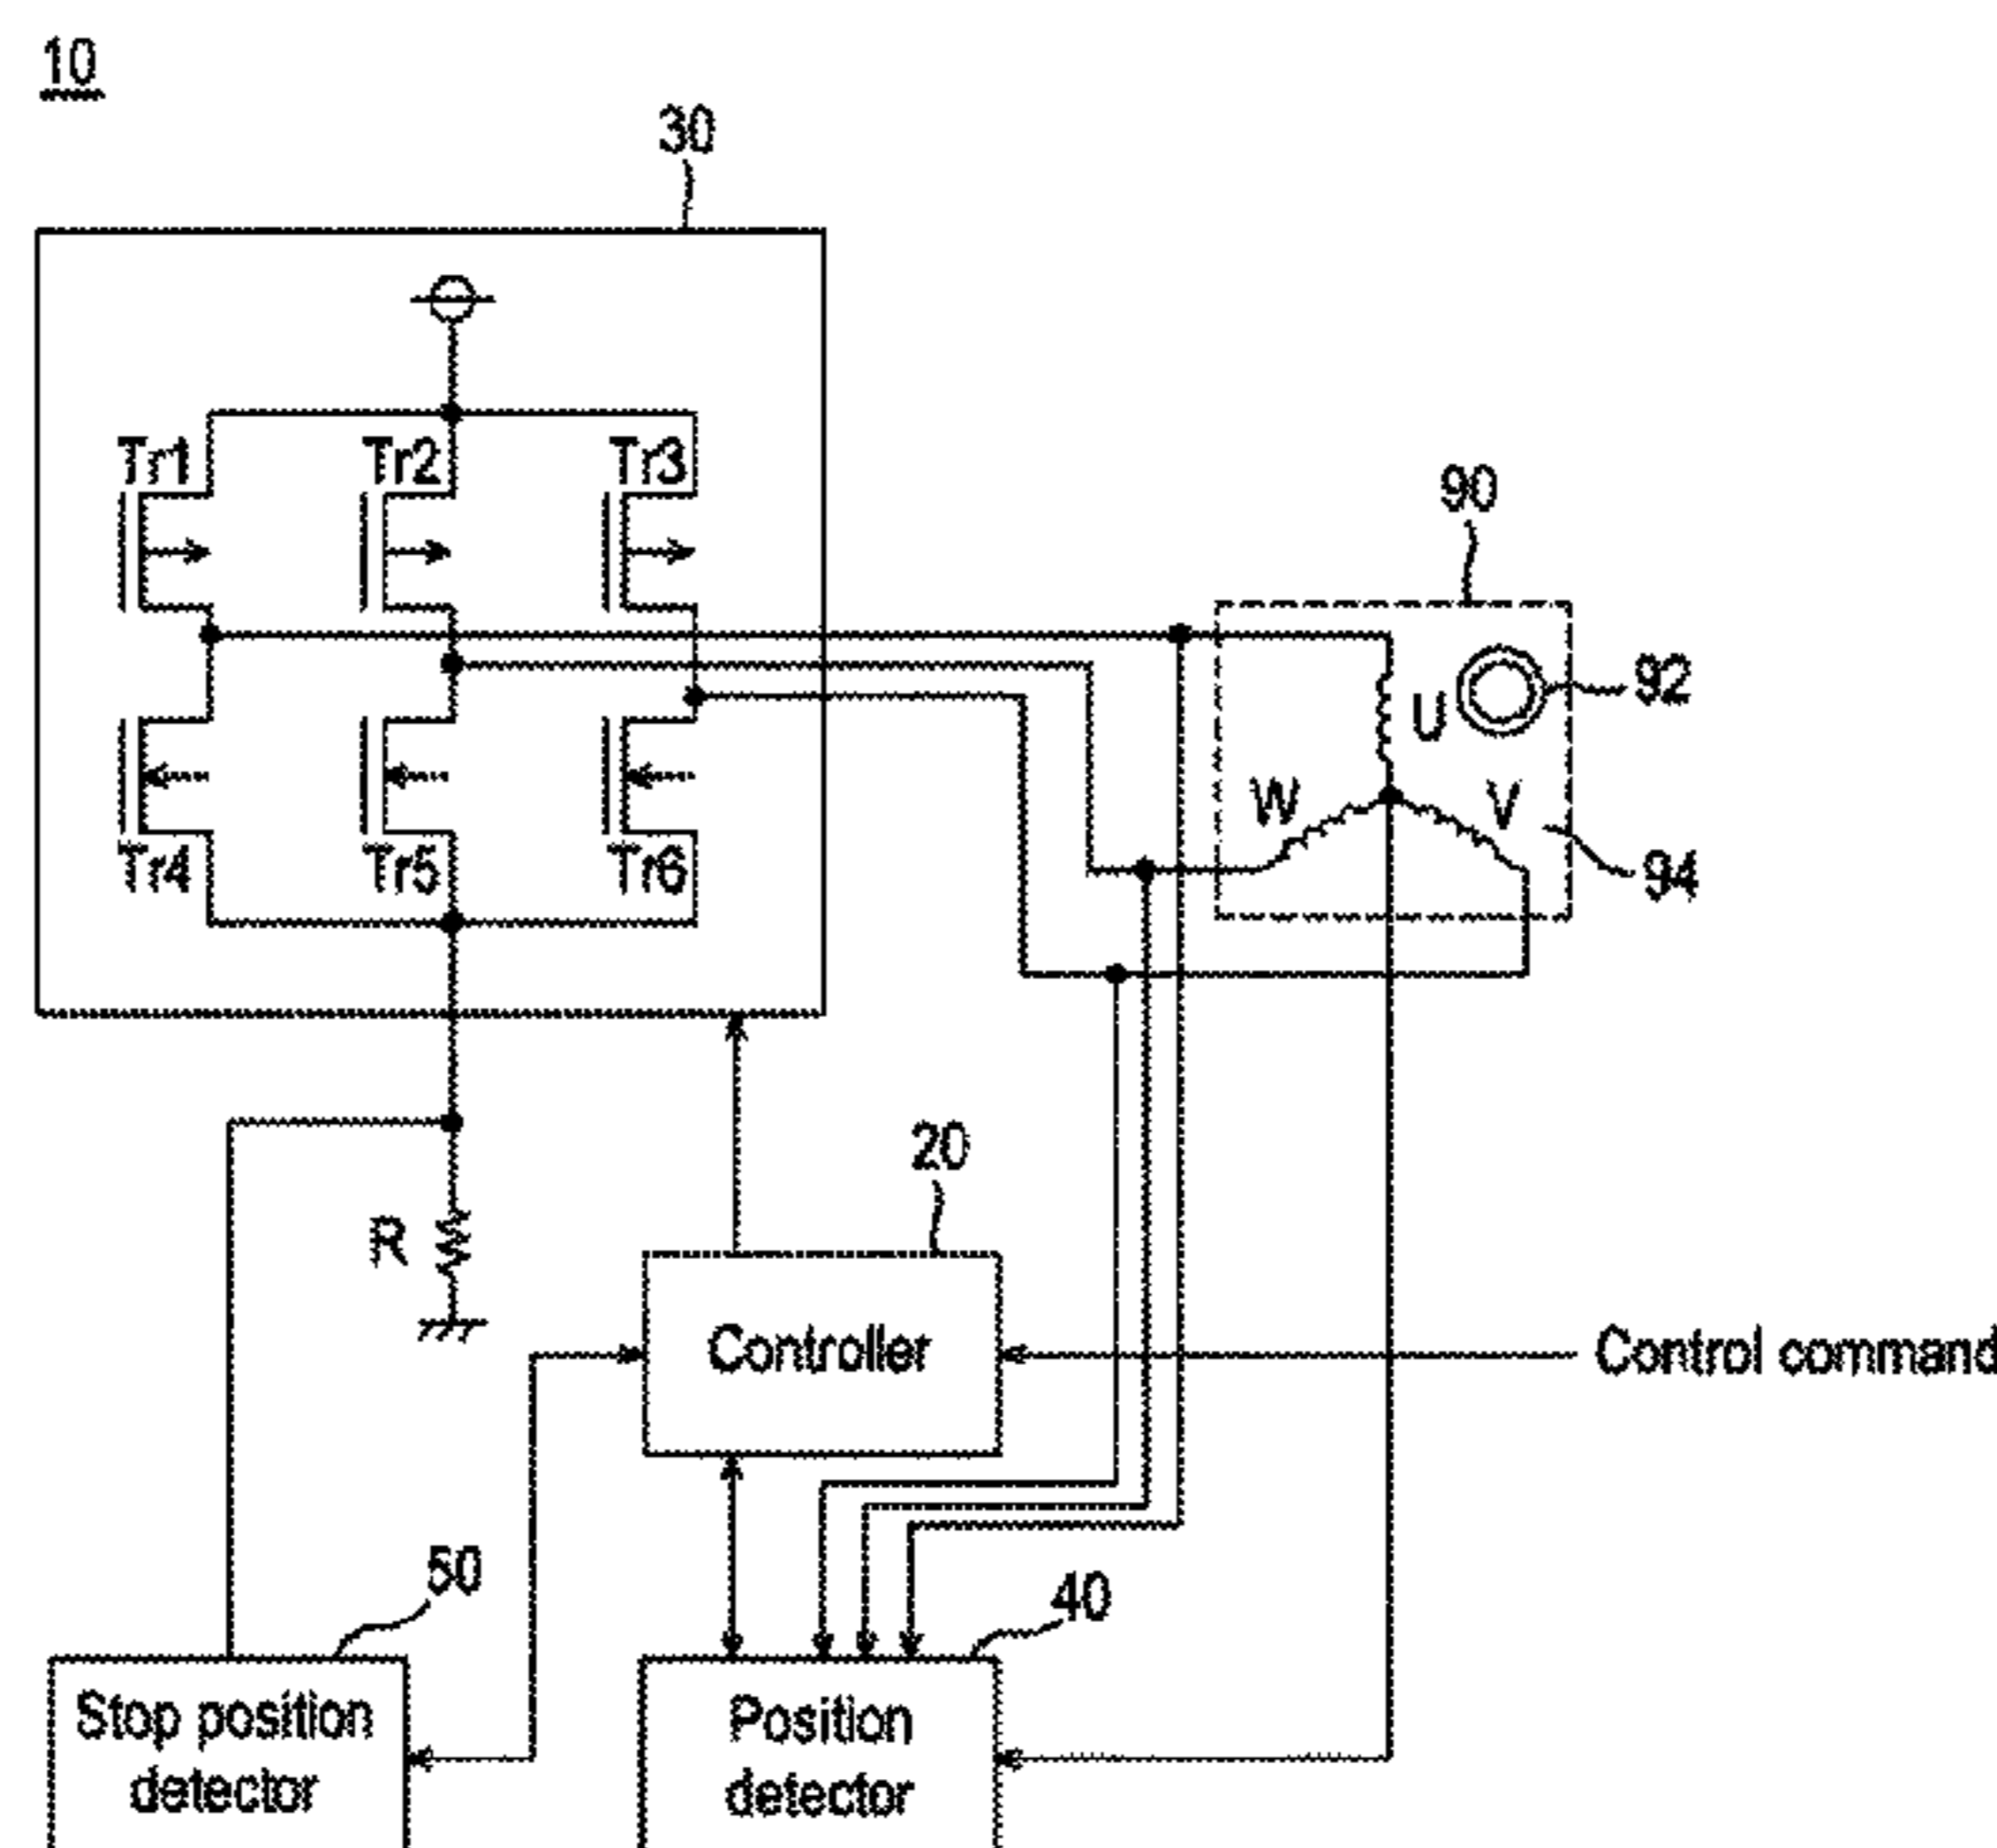 10
30
Tr1 Tr2 Tr3
90
92
U
W V
Tr4 Tr5 Tr6
94
20
R
Controller
Control command
50
40
Stop position
detector
Position
detector